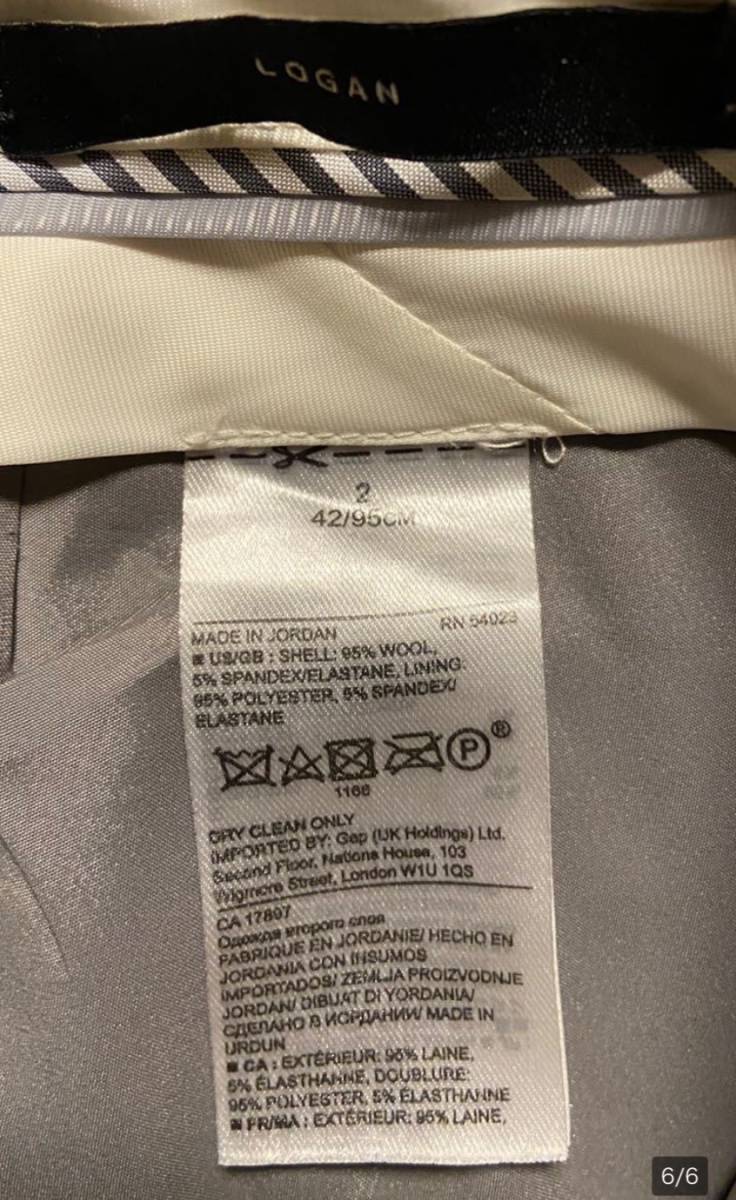 LOGAN
2
42/95CM
MADE IN JORDAN
RN 54023
■ US/GB : SHELL: 95% WOOL,
5% SPANDEX/ELASTANE, LINING:
95% POLYESTER, 5% SPANDEX/
ELASTANE
P®
1166
DRY CLEAN ONLY
IMPORTED BY: Gap (UK Holdings) Ltd.
Second Floor, Nations House, 103
Wigmore Street, London W1U 1QS
CA 17897
Одежда второго слоя
FABRIQUE EN JORDANIE/ HECHO EN
JORDANIA CON INSUMOS
IMPORTADOS/ ZEMLJA PROIZVODNJE
JORDAN/ DIBUAT DI YORDANIA/
СДЕЛАНО В ИОРДАНИИ/ MADE IN
URDUN
■ CA : EXTÉRIEUR: 95% LAINE,
5% ÉLASTHANNE, DOUBLURE:
95% POLYESTER, 5% ÉLASTHANNE
■ FR/MA : EXTÉRIEUR: 95% LAINE,
6/6